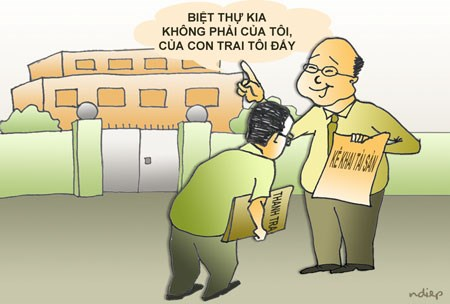 BIỆT THỰ KIA
KHÔNG PHẢI CỦA TÔI,
CỦA CON TRAI TÔI ĐẤY
KÊ KHAI TÀI SẢN
THANH TRA
ndiep